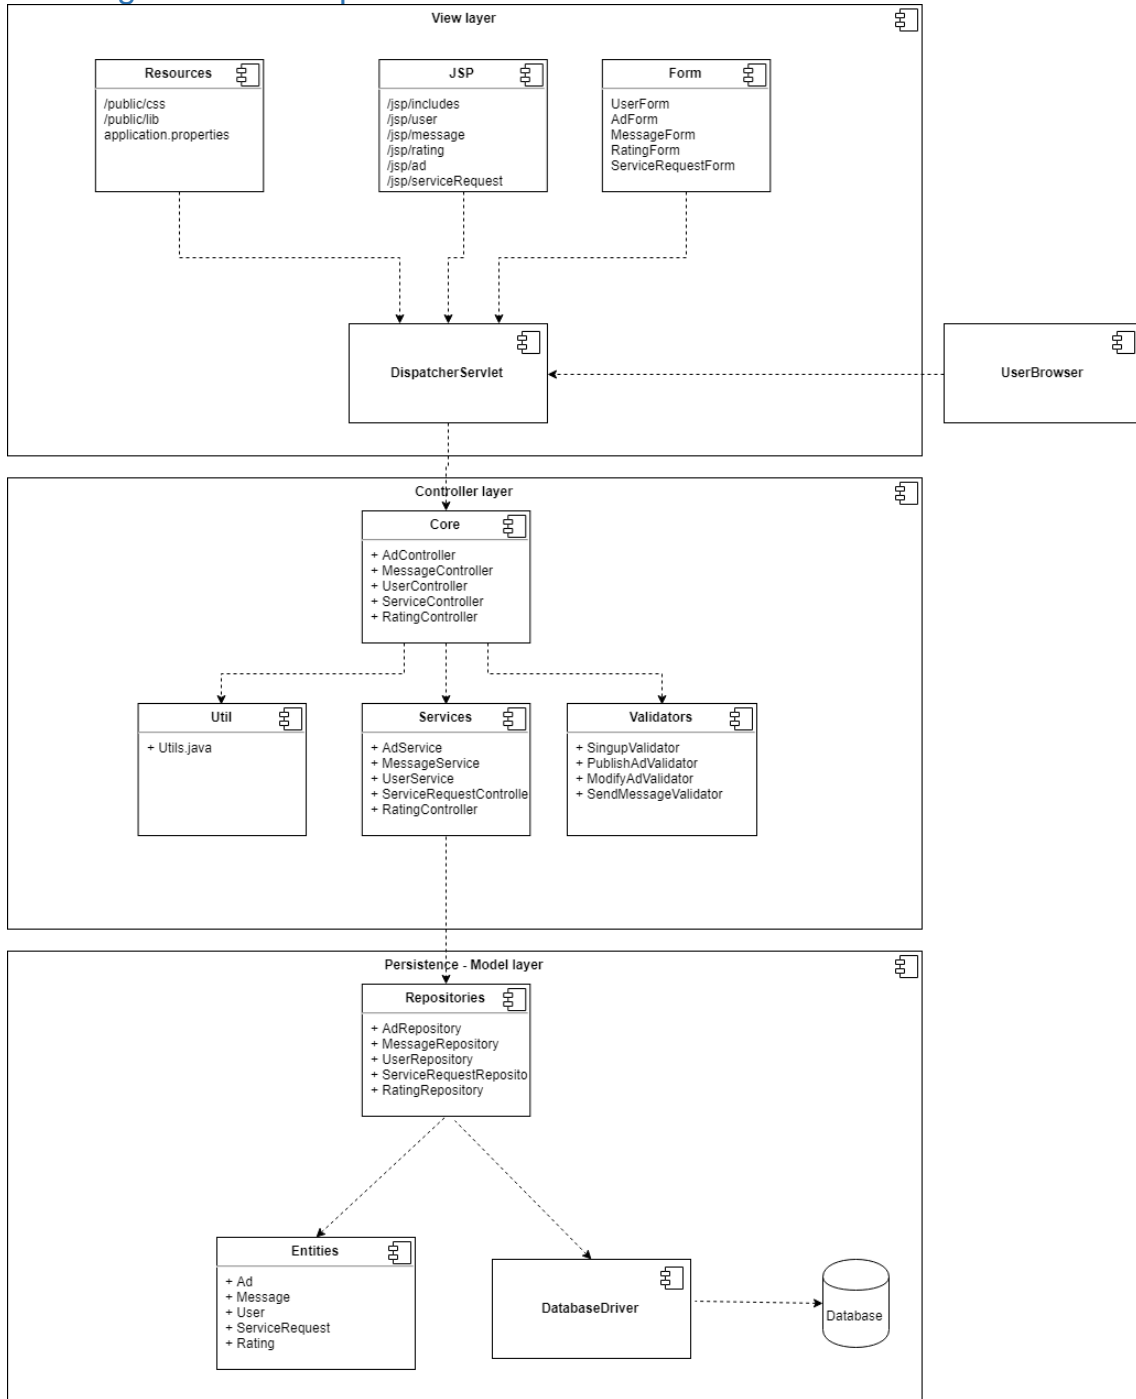 View layer
Resources
/public/css
/public/lib
application.properties
JSP
/jsp/includes
/jsp/user
/jsp/message
/jsp/rating
/jsp/ad
/jsp/serviceRequest
Form
UserForm
AdForm
MessageForm
RatingForm
ServiceRequestForm
DispatcherServlet
UserBrowser
Controller layer
Core
+ AdController
+ MessageController
+ UserController
+ ServiceController
+ RatingController
Util
+ Utils.java
Services
+ AdService
+ MessageService
+ UserService
+ ServiceRequestControlle
+ RatingController
Validators
+ SingupValidator
+ PublishAdValidator
+ ModifyAdValidator
+ SendMessageValidator
Persistence - Model layer
Repositories
+ AdRepository
+ MessageRepository
+ UserRepository
+ ServiceRequestReposito
+ RatingRepository
Entities
+ Ad
+ Message
+ User
+ ServiceRequest
+ Rating
DatabaseDriver
Database